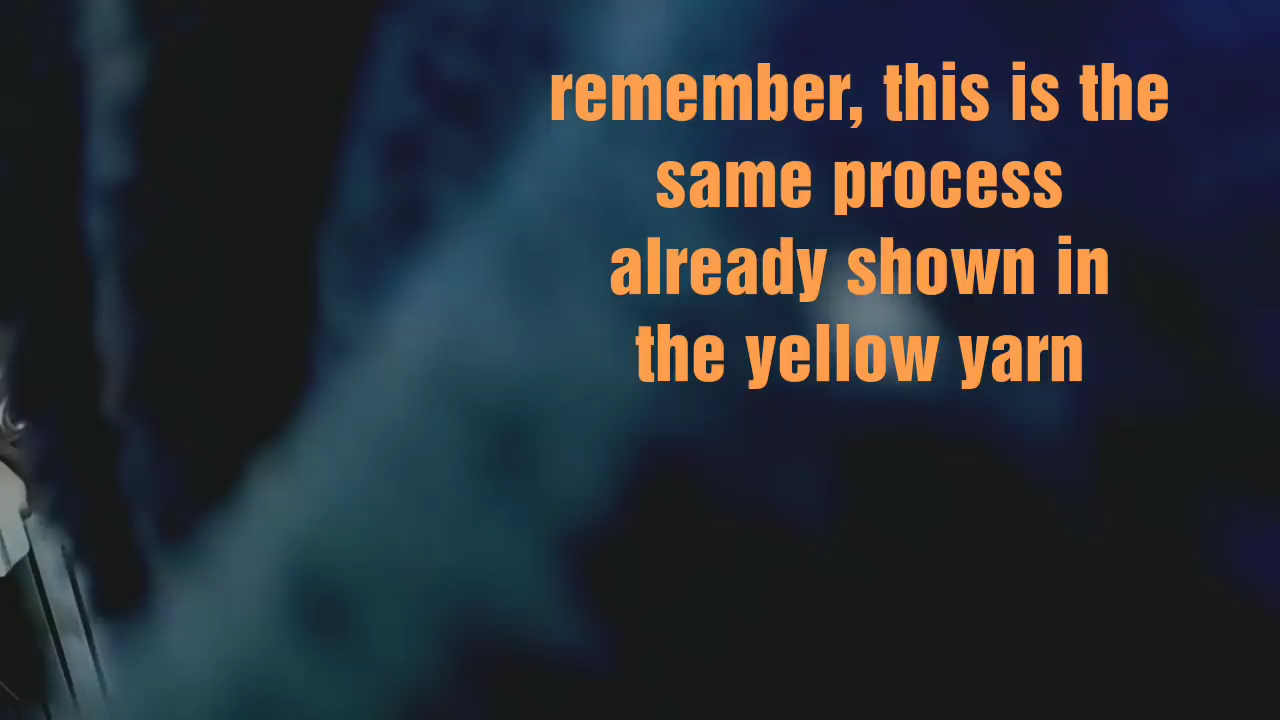 remember, this is the
same process
already shown in
the yellow yarn